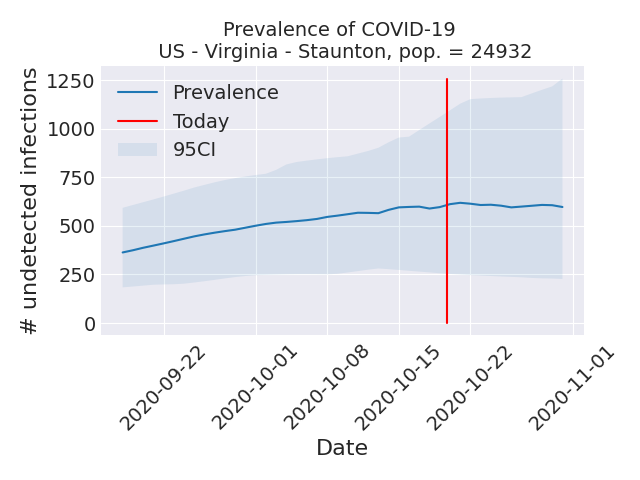 Prevalence of COVID-19
US - Virginia - Staunton, pop. = 24932
# undetected infections
1250
1000
750
500
250
0
Prevalence
Today
95CI
2020-09-22
2020-10-01
2020-10-08
2020-10-15
2020-10-22
2020-11-01
Date